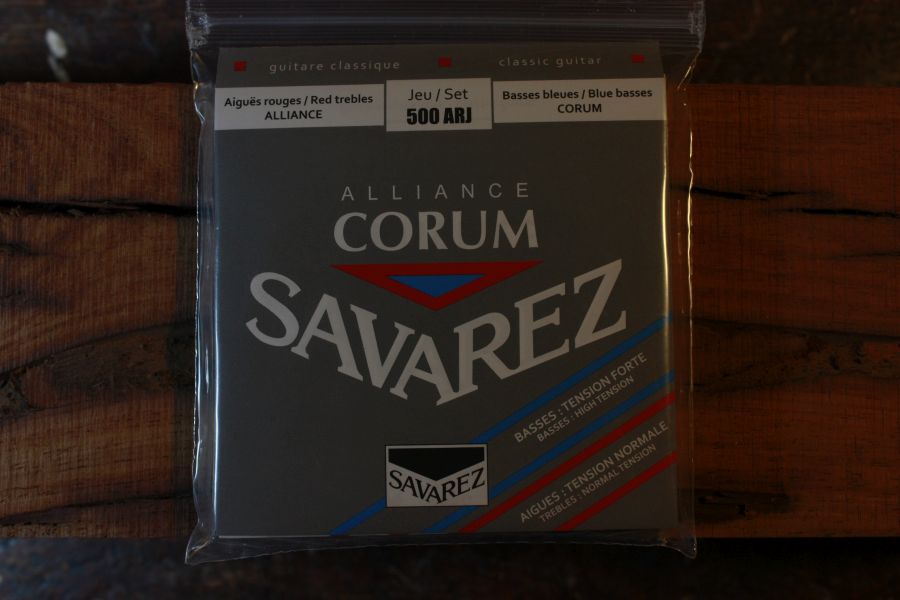 guitare classique
classic guitar
Aiguës rouges / Red trebles
ALLIANCE
Jeu / Set
500 ARJ
Basses bleues / Blue basses
CORUM
ALLIANCE
CORUM
SAVAREZ
BASSES : TENSION FORTE
BASSES : HIGH TENSION
AIGUES : TENSION NORMALE
TREBLES : NORMAL TENSION
SAVAREZ